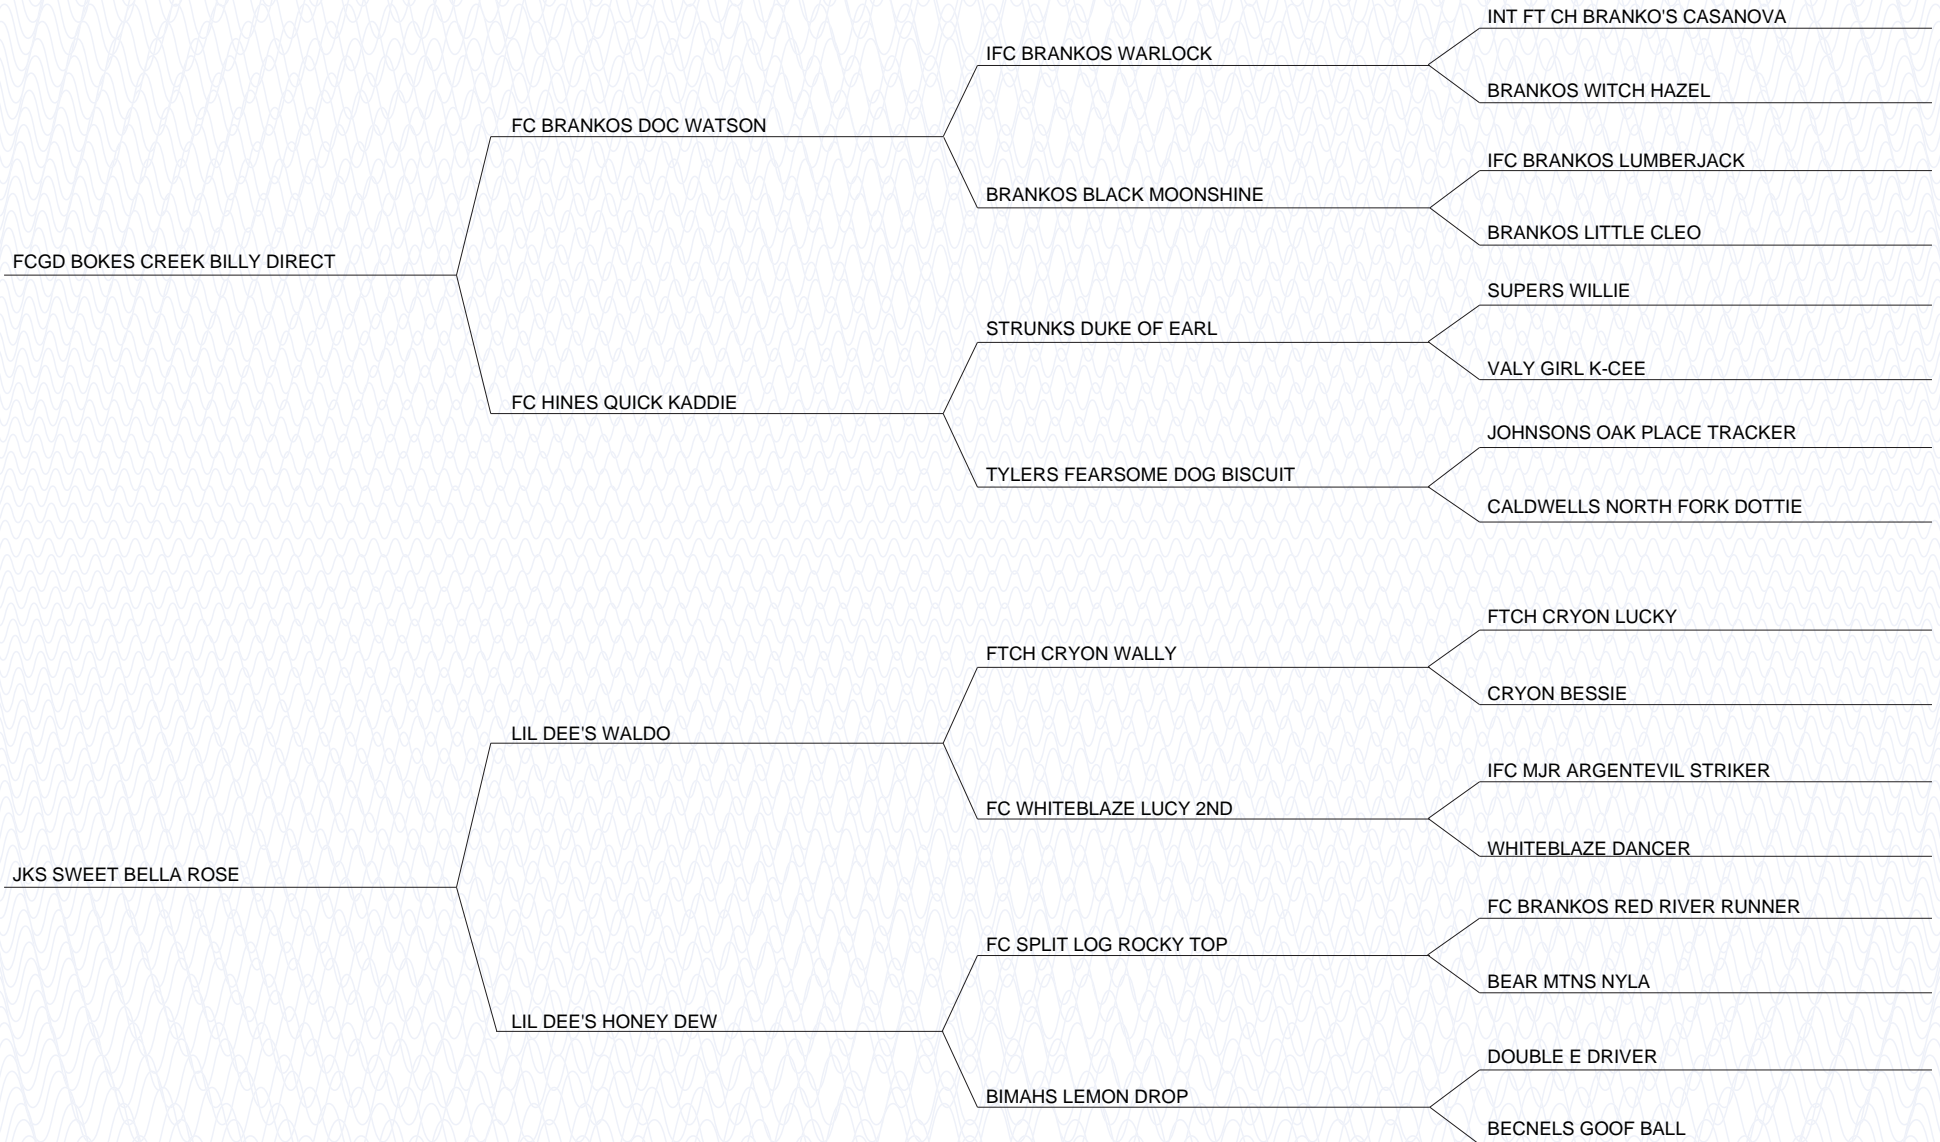 INT FT CH BRANKO'S CASANOVA
IFC BRANKOS WARLOCK
BRANKOS WITCH HAZEL
FC BRANKOS DOC WATSON
IFC BRANKOS LUMBERJACK
BRANKOS BLACK MOONSHINE
BRANKOS LITTLE CLEO
FCGD BOKES CREEK BILLY DIRECT
SUPERS WILLIE
STRUNKS DUKE OF EARL
VALY GIRL K-CEE
FC HINES QUICK KADDIE
JOHNSONS OAK PLACE TRACKER
TYLERS FEARSOME DOG BISCUIT
CALDWELLS NORTH FORK DOTTIE
FTCH CRYON LUCKY
FTCH CRYON WALLY
CRYON BESSIE
LIL DEE'S WALDO
IFC MJR ARGENTEVIL STRIKER
FC WHITEBLAZE LUCY 2ND
WHITEBLAZE DANCER
JKS SWEET BELLA ROSE
FC BRANKOS RED RIVER RUNNER
FC SPLIT LOG ROCKY TOP
BEAR MTNS NYLA
LIL DEE'S HONEY DEW
DOUBLE E DRIVER
BIMAHS LEMON DROP
BECNELS GOOF BALL